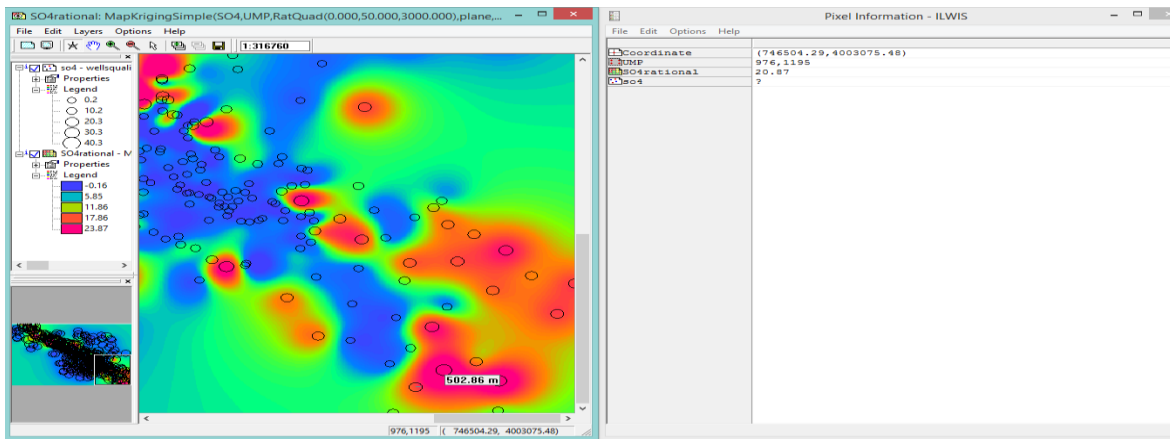 SO4rational: MapKrigingSimple(SO4,UMP,RatQuad(0.000,50.000,3000.000),plane,...
File Edit Layers Options Help
1:316760
so4 - wellsquali
Properties
Legend
0.2
10.2
20.3
30.3
40.3
SO4rational - M
Properties
Legend
-0.16
5.85
11.86
17.86
23.87
502.86 m
976,1195 ( 746504.29, 4003075.48)
Pixel Information - ILWIS
File Edit Options Help
Coordinate (746504.29,4003075.48)
UMP 976,1195
SO4rational 20.87
so4 ?